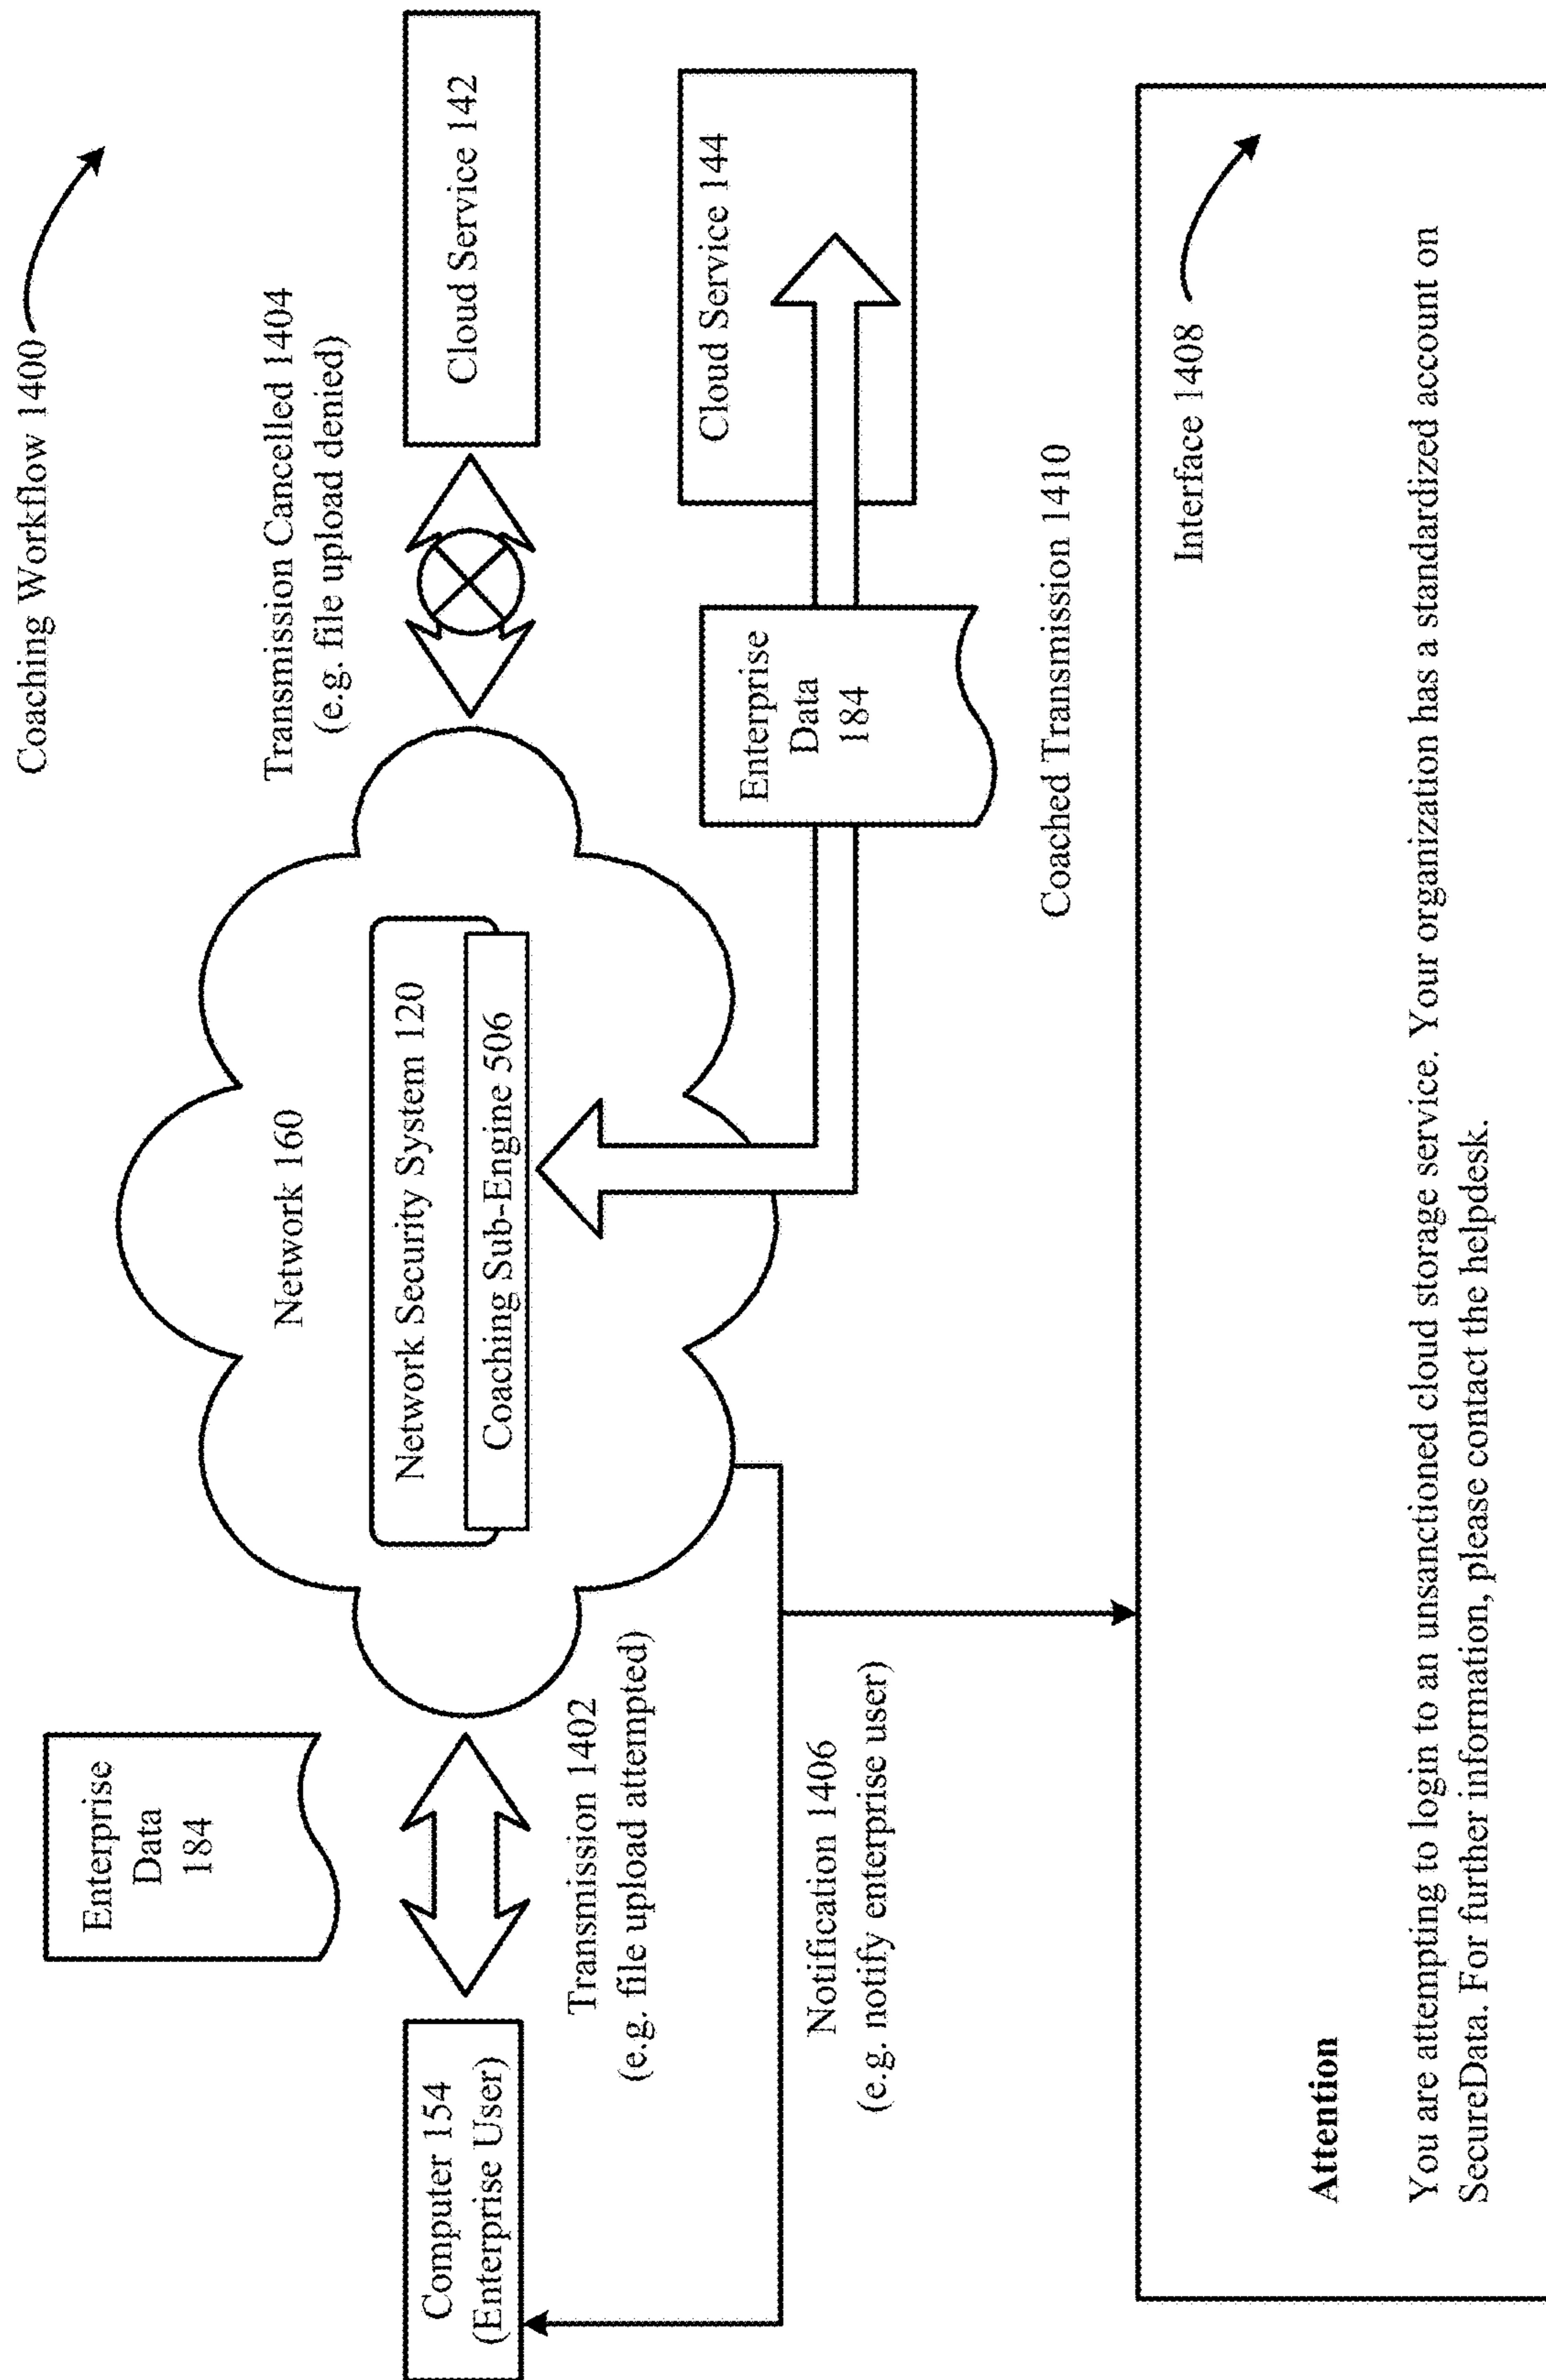 Coaching Workflow 1400
Enterprise
Data
184
Transmission Cancelled 1404
(e.g. file upload denied)
Network 160
Computer 154
(Enterprise User)
Network Security System 120
Coaching Sub-Engine 506
Cloud Service 142
Transmission 1402
(e.g. file upload attempted)
Cloud Service 144
Enterprise
Data
184
Notification 1406
(e.g. notify enterprise user)
Coached Transmission 1410
Interface 1408
Attention
You are attempting to login to an unsanctioned cloud storage service. Your organization has a standardized account on
SecureData. For further information, please contact the helpdesk.